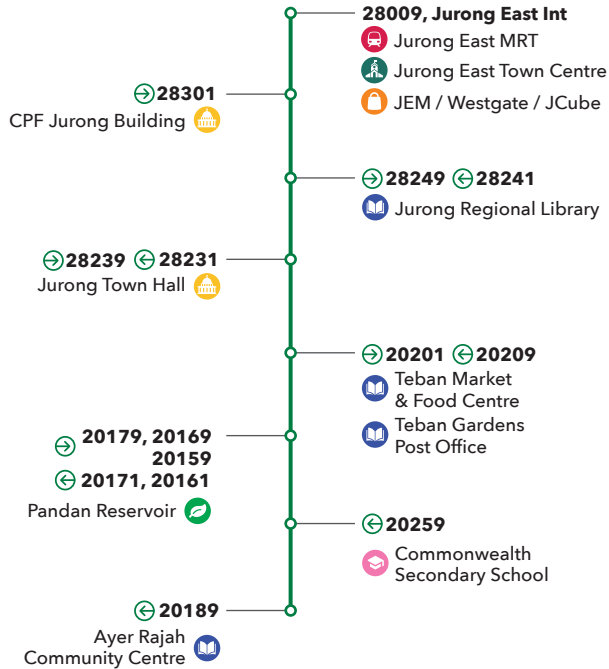 28009, Jurong East Int
Jurong East MRT
Jurong East Town Centre
JEM / Westgate / JCube
28301
CPF Jurong Building
28249 28241
Jurong Regional Library
28239 28231
Jurong Town Hall
20201 20209
Teban Market
& Food Centre
Teban Gardens
Post Office
20179, 20169
20159
20171, 20161
Pandan Reservoir
20259
Commonwealth
Secondary School
20189
Ayer Rajah
Community Centre